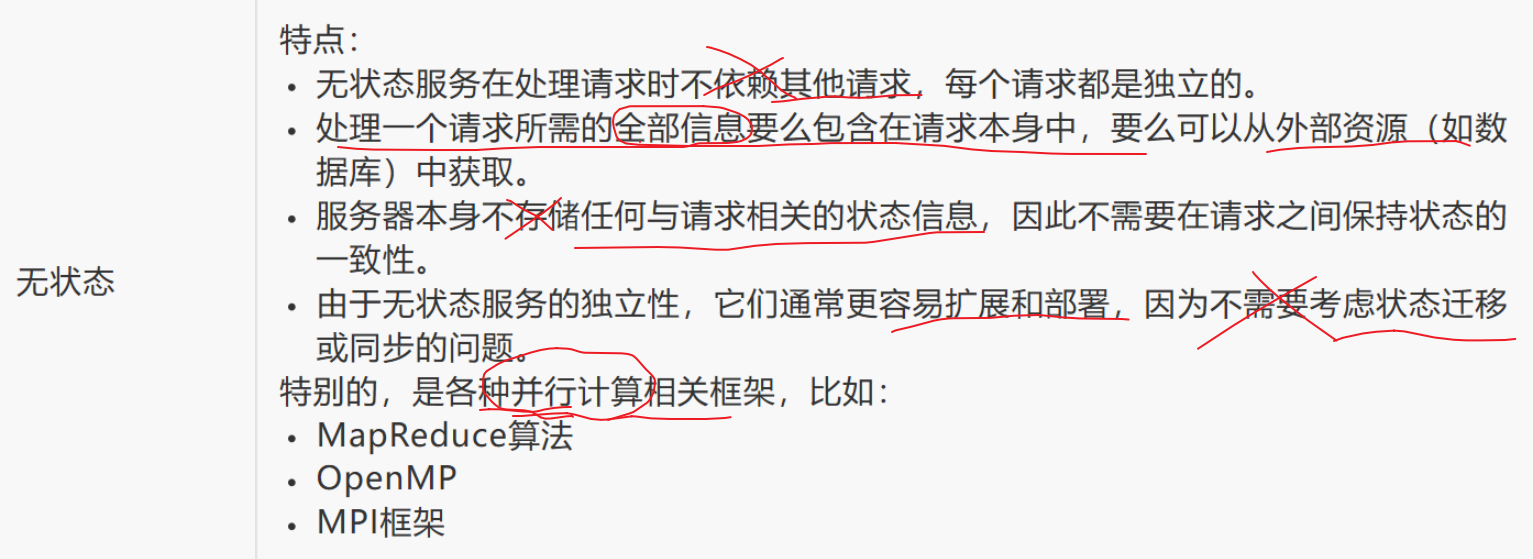 特点：
• 无状态服务在处理请求时不依赖其他请求，每个请求都是独立的。
• 处理一个请求所需的全部信息要么包含在请求本身中，要么可以从外部资源（如数
据库）中获取。
• 服务器本身不存储任何与请求相关的状态信息，因此不需要在请求之间保持状态的
一致性。
无状态
• 由于无状态服务的独立性，它们通常更容易扩展和部署，因为不需要考虑状态迁移
或同步的问题。
特别的，是各种并行计算相关框架，比如：
• MapReduce算法
• OpenMP
• MPI框架